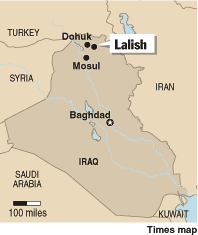 TURKEY
Dohuk
Lalish
Mosul
SYRIA
IRAN
Baghdad
IRAQ
SAUDI
ARABIA
100 miles
KUWAIT
Times map